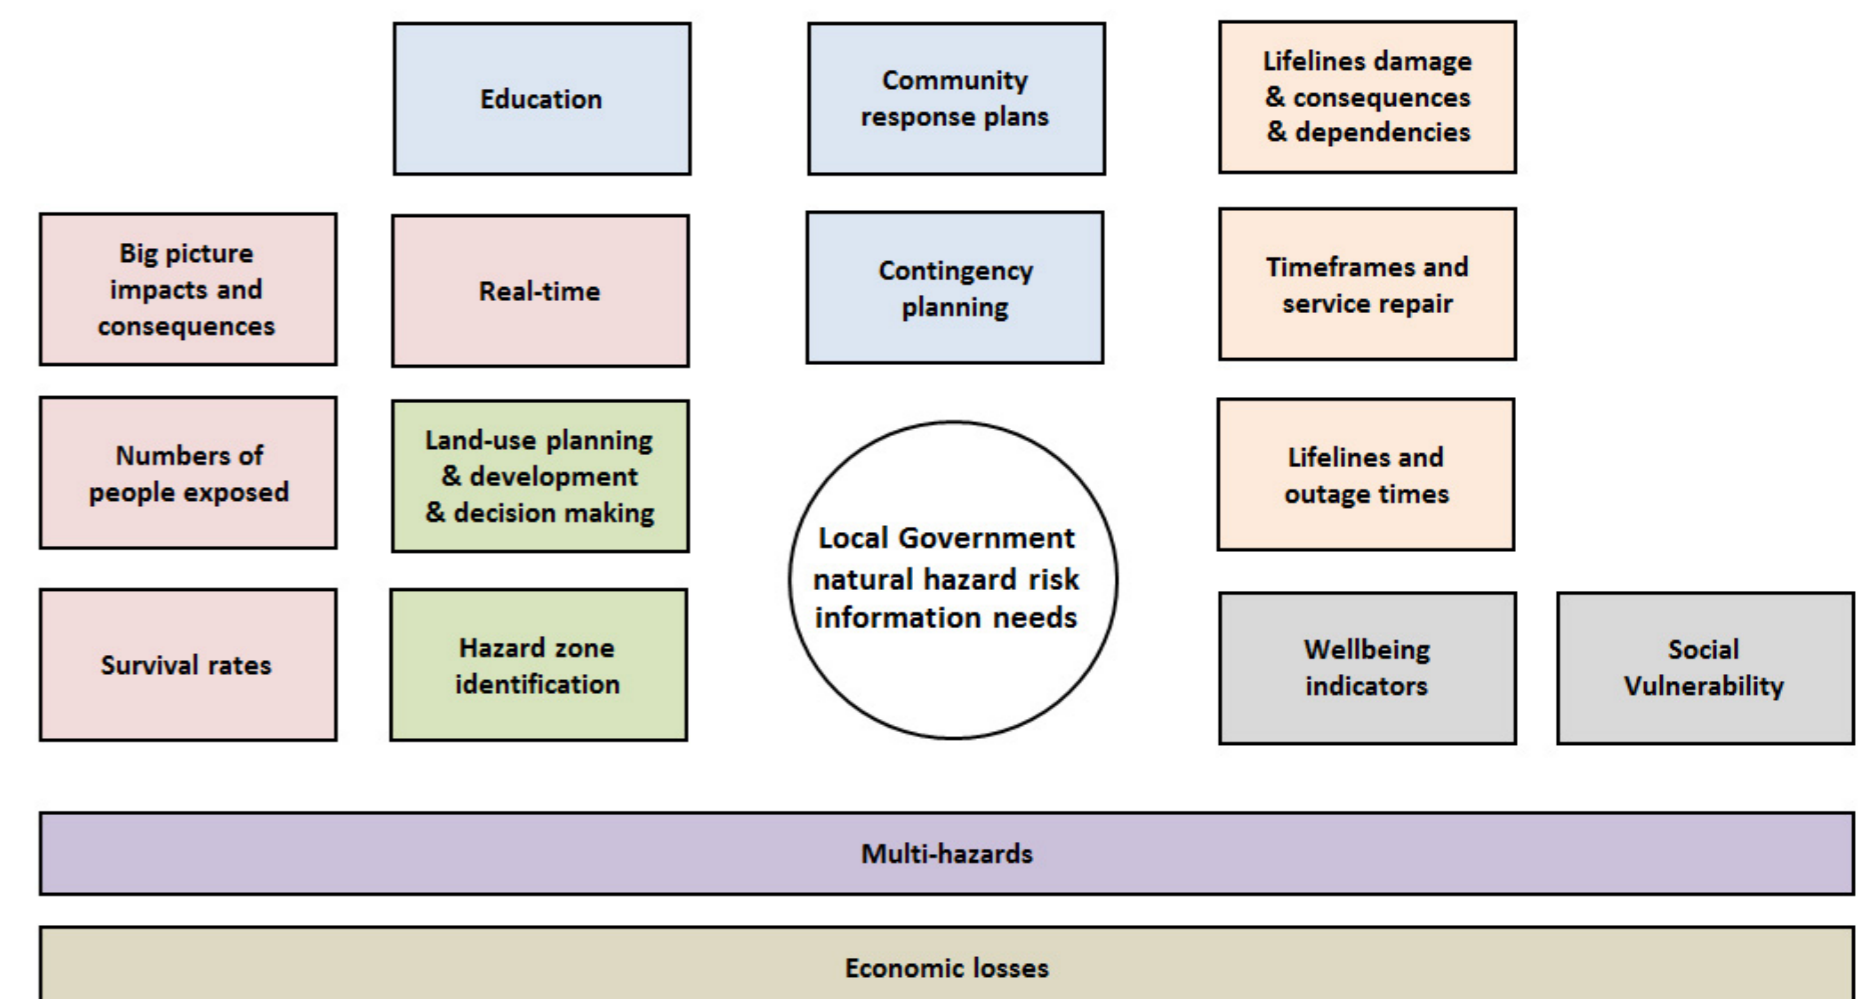 Education
Community
response plans
Lifelines damage
& consequences
& dependencies
Big picture
impacts and
consequences
Real-time
Contingency
planning
Timeframes and
service repair
Numbers of
people exposed
Land-use planning
& development
& decision making
Local Government
natural hazard risk
information needs
Lifelines and
outage times
Survival rates
Hazard zone
identification
Wellbeing
indicators
Social
Vulnerability
Multi-hazards
Economic losses